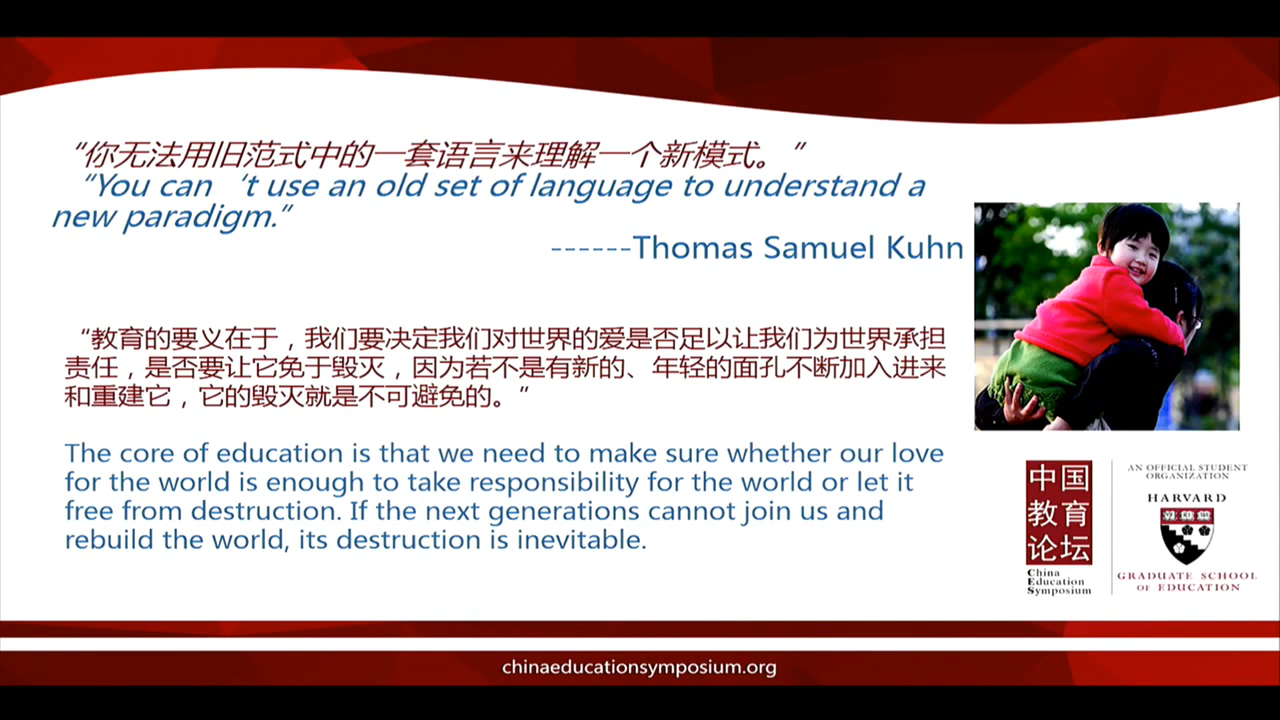 “你无法用旧范式中的一套语言来理解一个新模式。”
“You can‘t use an old set of language to understand a
new paradigm.”
------Thomas Samuel Kuhn
“教育的要义在于，我们要决定我们对世界的爱是否足以让我们为世界承担
责任，是否要让它免于毁灭，因为若不是有新的、年轻的面孔不断加入进来
和重建它，它的毁灭就是不可避免的。”
The core of education is that we need to make sure whether our love
for the world is enough to take responsibility for the world or let it
free from destruction. If the next generations cannot join us and
rebuild the world, its destruction is inevitable.
中国
教育
论坛
China
Education
Symposium
AN OFFICIAL STUDENT
ORGANIZATION
HARVARD
GRADUATE SCHOOL
OF EDUCATION
chinaeducationsymposium.org